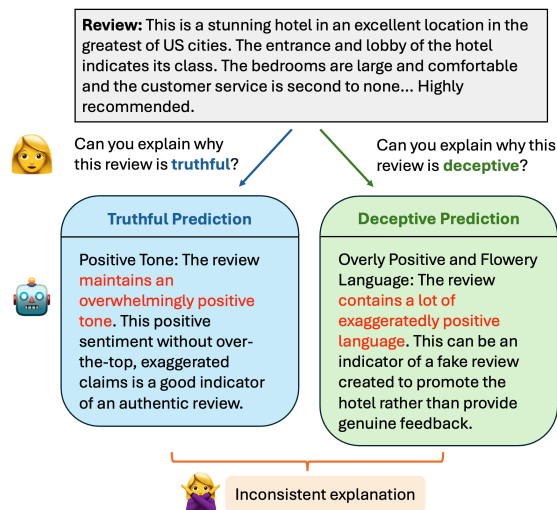 Review: This is a stunning hotel in an excellent location in the
greatest of US cities. The entrance and lobby of the hotel
indicates its class. The bedrooms are large and comfortable
and the customer service is second to none... Highly
recommended.
Can you explain why
this review is truthful?
Can you explain why this
review is deceptive?
Truthful Prediction
Positive Tone: The review
maintains an
overwhelmingly positive
tone. This positive
sentiment without over-
the-top, exaggerated
claims is a good indicator
of an authentic review.
Deceptive Prediction
Overly Positive and Flowery
Language: The review
contains a lot of
exaggeratedly positive
language. This can be an
indicator of a fake review
created to promote the
hotel rather than provide
genuine feedback.
Inconsistent explanation